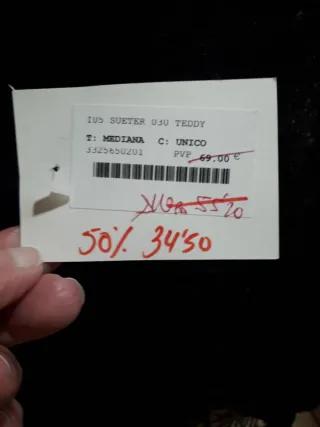 I05 SUETER 030 TEDDY
T: MEDIANA C: UNICO
3325650201 PVP 69.00 €
55'20
50% 34'50